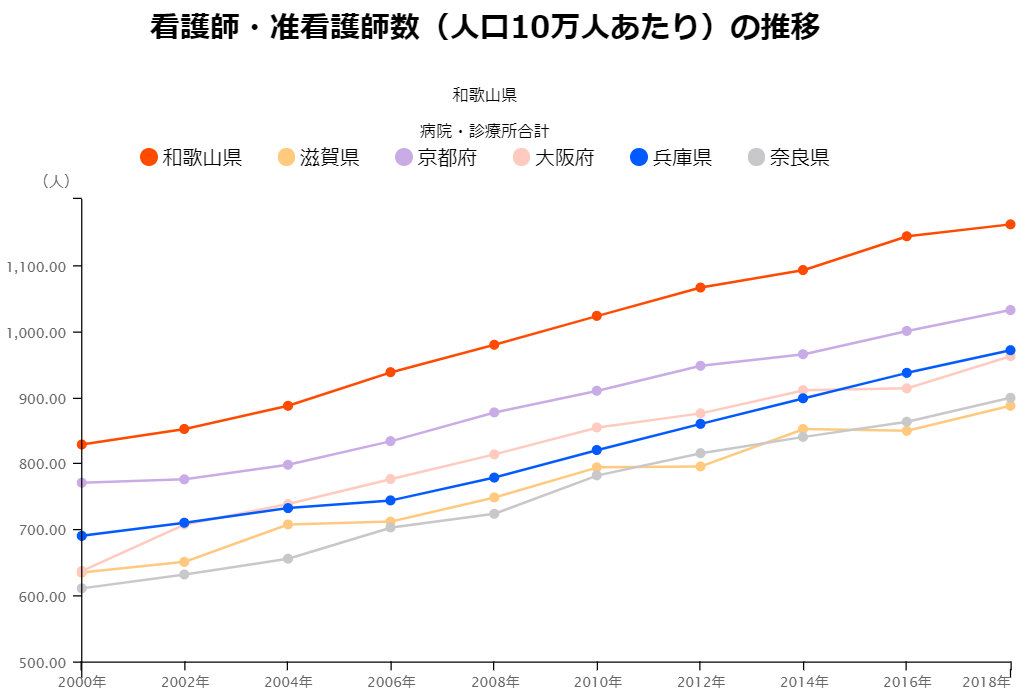 看護師・准看護師数（人口10万人あたり）の推移
和歌山県
病院・診療所合計
和歌山県 滋賀県 京都府 大阪府 兵庫県 奈良県
（人）
1,100.00
1,000.00
900.00
800.00
700.00
600.00
500.00
2000年 2002年 2004年 2006年 2008年 2010年 2012年 2014年 2016年 2018年